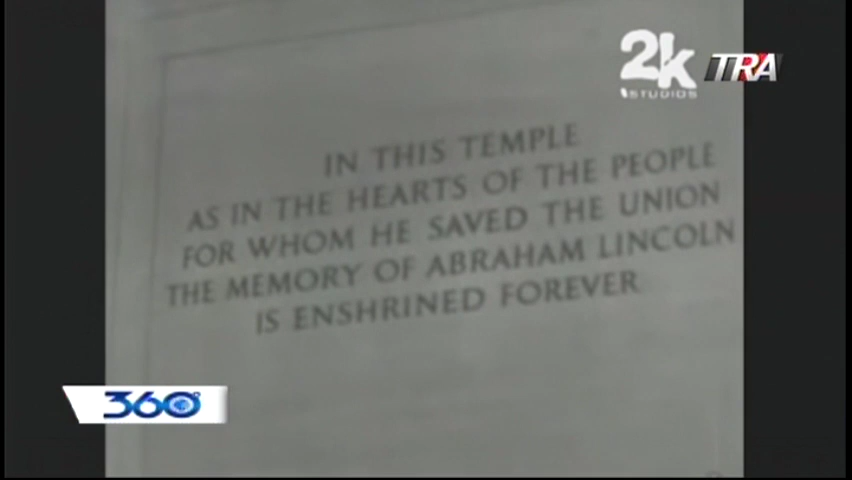 2k
STUDIOS
TRA
IN THIS TEMPLE
AS IN THE HEARTS OF THE PEOPLE
FOR WHOM HE SAVED THE UNION
THE MEMORY OF ABRAHAM LINCOLN
IS ENSHRINED FOREVER
360°